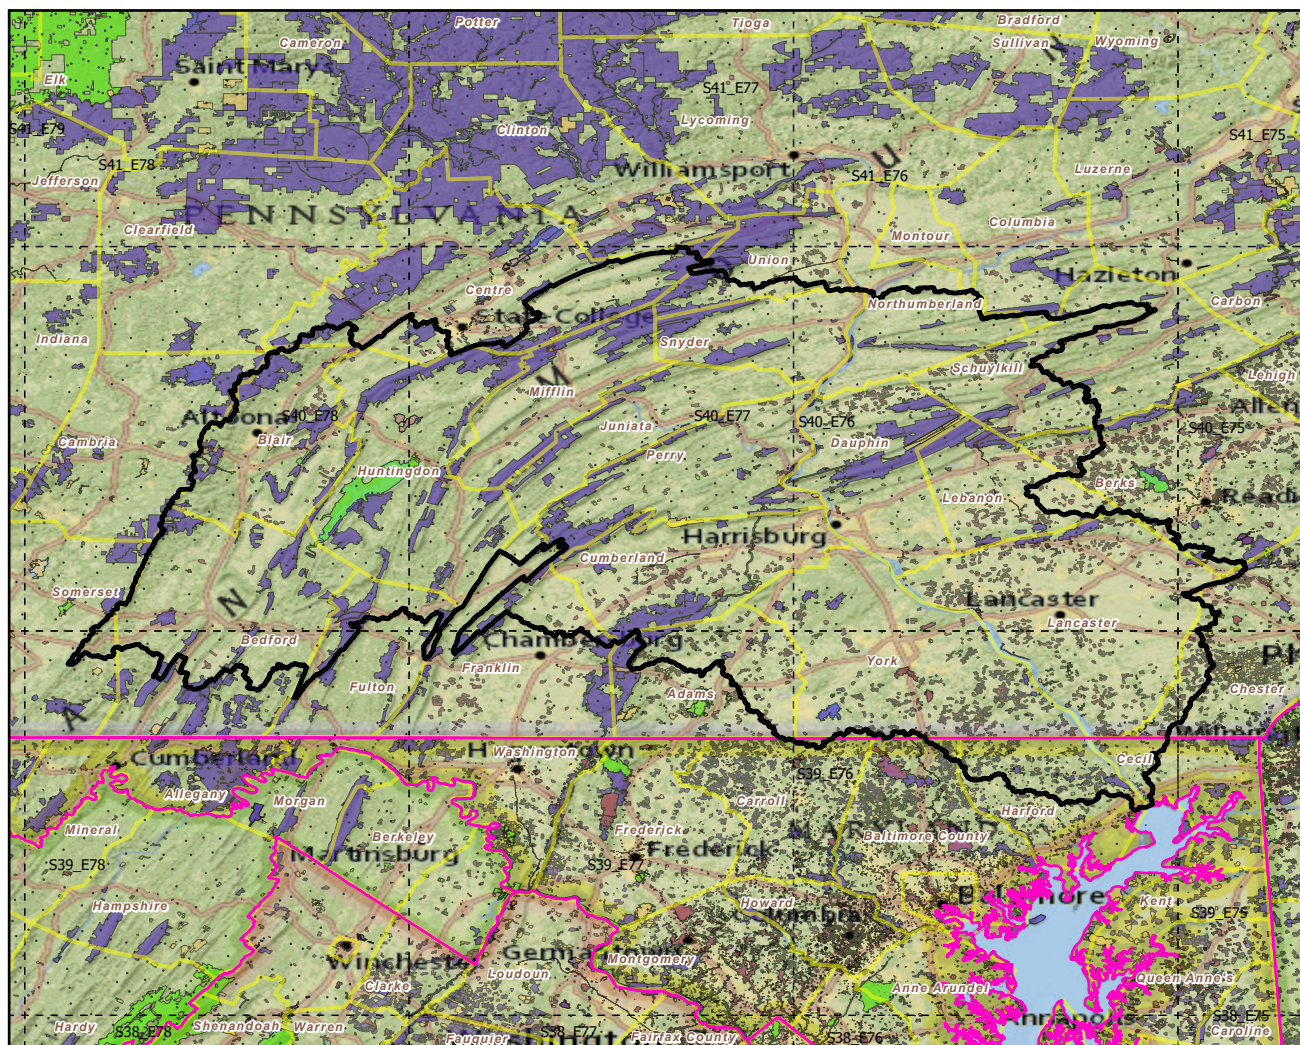 Potter
Tioga
Bradford
Cameron
Sullivan
Wyoming
N
Saint Marys
Elk
S41_E77
Lycoming
S41_E79
Clinton
S41_E75
S41_E78
U
Williamsport
Luzerne
S41_E76
Jefferson
PENNSYLVANIA
Columbia
Clearfield
Montour
Union
Hazleton
Centre
Northumberland
Carbon
State College
Indiana
Snyder
Schuylkill
M
Lehigh
Mifflin
Altoona
S40_E78
S40_E77
S40_E76
Juniata
S40_E75
Cambria
Blair
Dauphin
Perry
Huntingdon
Berks
Lebanon
Harrisburg
Cumberland
Somerset
N
Lancaster
Lancaster
Bedford
Chambersburg
Franklin
York
Fulton
Adams
Chester
A
Washington
Cumberland
Cecil
S39_E76
Allegany
Morgan
Carroll
Harford
Mineral
Frederick
MARYLAND
Berkeley
Baltimore County
Martinsburg
Frederick
S39_E78
S39_E77
Hampshire
Howard
Baltimore
Kent
Columbia
S39_E75
Winchester
Germantown
Montgomery
Loudoun
Queen Anne's
Clarke
Anne Arundel
Annapolis
S38_E75
Hardy
S38_E78
Shenandoah
Warren
S38_E77
Fauquier
Fairfax County
S38_E76
Caroline